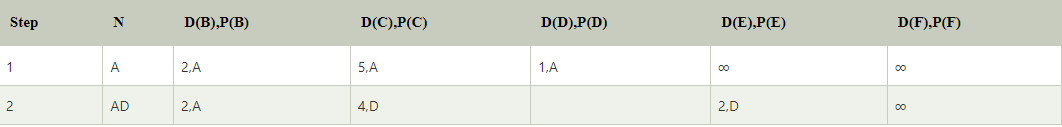 Step N D(B),P(B) D(C),P(C) D(D),P(D) D(E),P(E) D(F),P(F)
1 A 2,A 5,A 1,A ∞ ∞
2 AD 2,A 4,D 2,D ∞